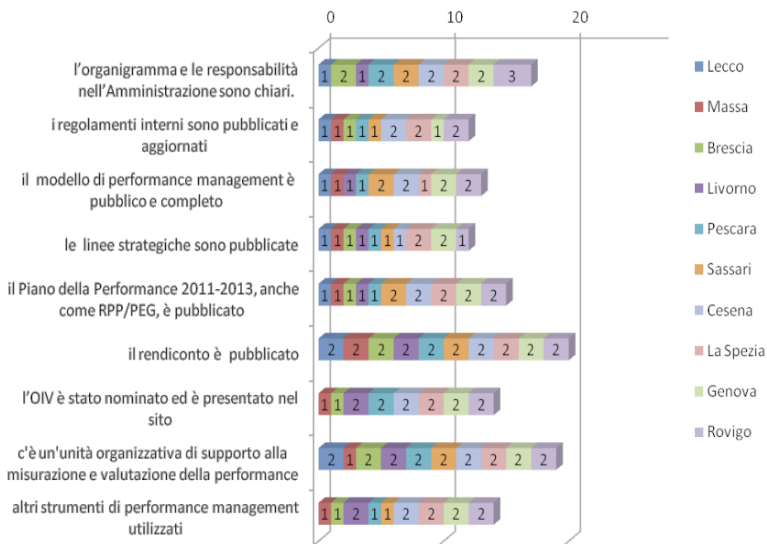 0 10 20
l'organigramma e le responsabilità
nell'Amministrazione sono chiari.
1 2 1 2 2 2 2 2 3
i regolamenti interni sono pubblicati e
aggiornati
1 1 1 1 1 2 2 1 2
il modello di performance management è
pubblico e completo
1 1 1 1 2 2 1 2 2
le linee strategiche sono pubblicate
1 1 1 1 1 1 1 2 2 1
il Piano della Performance 2011-2013, anche
come RPP/PEG, è pubblicato
1 1 1 1 1 2 2 2 2 2
il rendiconto è pubblicato
2 2 2 2 2 2 2 2 2 2
l'OIV è stato nominato ed è presentato nel
sito
1 1 2 2 2 2 2 2
c'è un'unità organizzativa di supporto alla
misurazione e valutazione della performance
2 1 2 2 2 2 2 2 2 2
altri strumenti di performance management
utilizzati
1 1 2 1 1 2 2 2 2
Lecco
Massa
Brescia
Livorno
Pescara
Sassari
Cesena
La Spezia
Genova
Rovigo